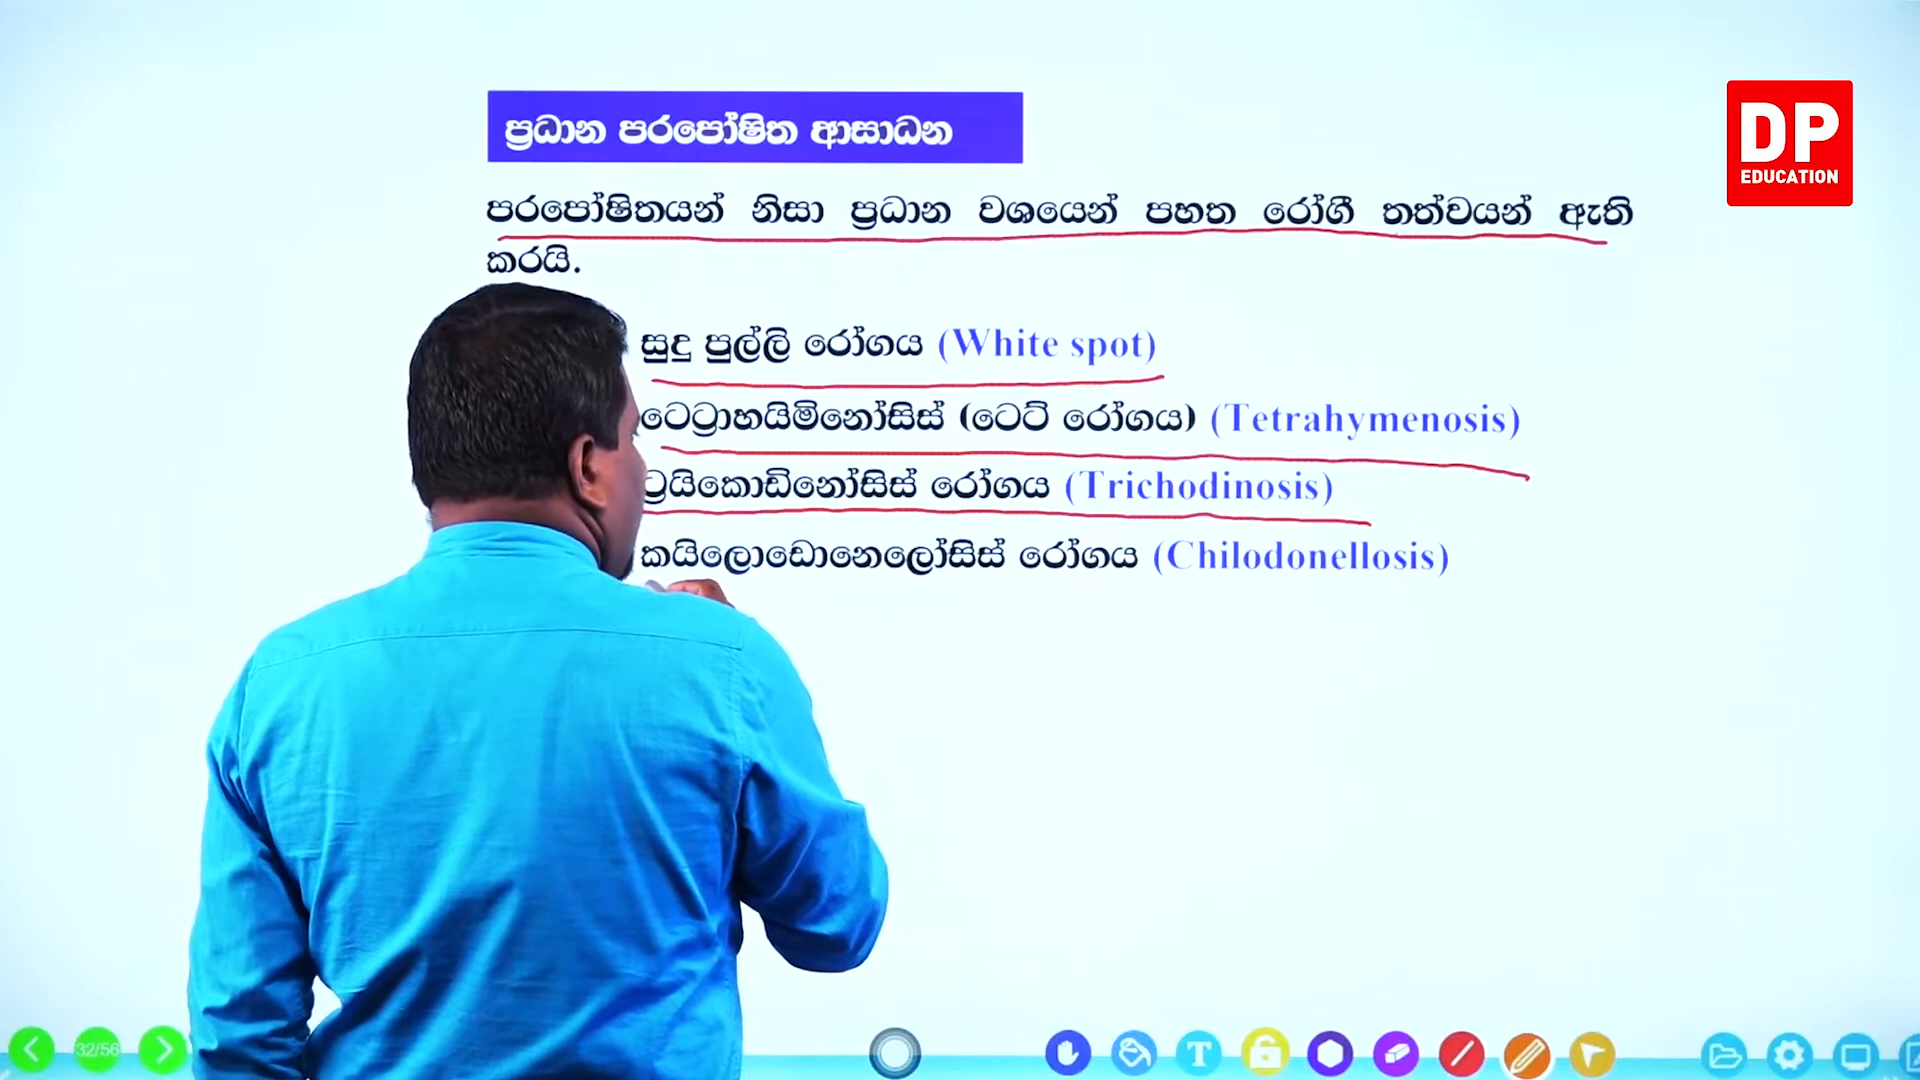 ප්‍රධාන පරපෝෂිත ආසාධන
DP
EDUCATION
පරපෝෂිතයන් නිසා ප්‍රධාන වශයෙන් පහත රෝගී තත්වයන් ඇති
කරයි.
සුදු පුල්ලි රෝගය (White spot)
ටෙට්‍රාහයිමිනෝසිස් (ටෙට් රෝගය) (Tetrahymenosis)
ට්‍රයිකොඩිනෝසිස් රෝගය (Trichodinosis)
කයිලොඩොනෙලෝසිස් රෝගය (Chilodonellosis)
32/56
T